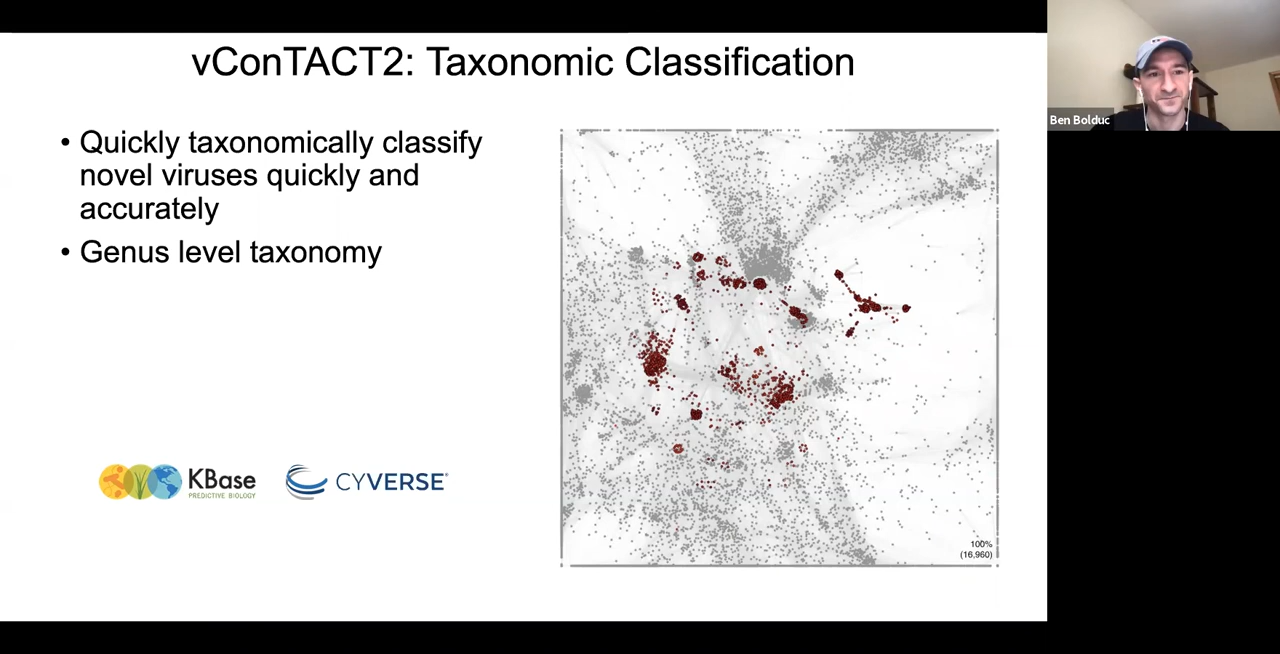 vConTACT2: Taxonomic Classification
• Quickly taxonomically classify
novel viruses quickly and
accurately
• Genus level taxonomy
KBase
PREDICTIVE BIOLOGY
CYVERSE®
100%
(16,960)
Ben Bolduc